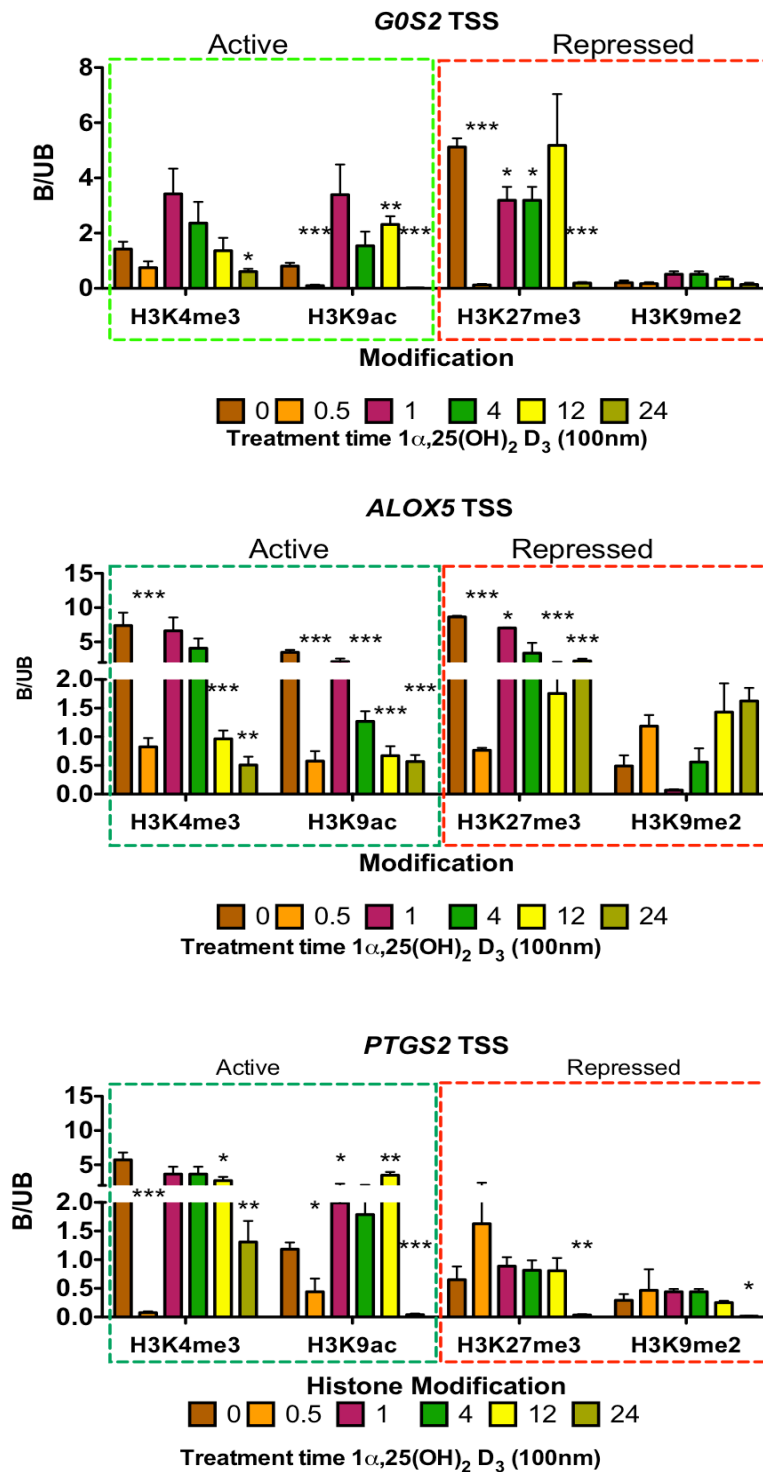 G0S2 TSS
Active Repressed
8
6
4
2
0
B/UB
***
*
***
**
***
***
*
*
***
H3K4me3 H3K9ac H3K27me3 H3K9me2
Modification
0 0.5 1 4 12 24
Treatment time 1α,25(OH)2 D3 (100nm)
ALOX5 TSS
Active Repressed
15
10
5
2.0
1.5
1.0
0.5
0.0
B/UB
***
***
**
***
***
***
***
***
*
***
***
H3K4me3 H3K9ac H3K27me3 H3K9me2
Modification
0 0.5 1 4 12 24
Treatment time 1α,25(OH)2 D3 (100nm)
PTGS2 TSS
Active Repressed
15
10
5
2.0
1.5
1.0
0.5
0.0
B/UB
***
*
**
*
*
**
***
**
*
H3K4me3 H3K9ac H3K27me3 H3K9me2
Histone Modification
0 0.5 1 4 12 24
Treatment time 1α,25(OH)2 D3 (100nm)